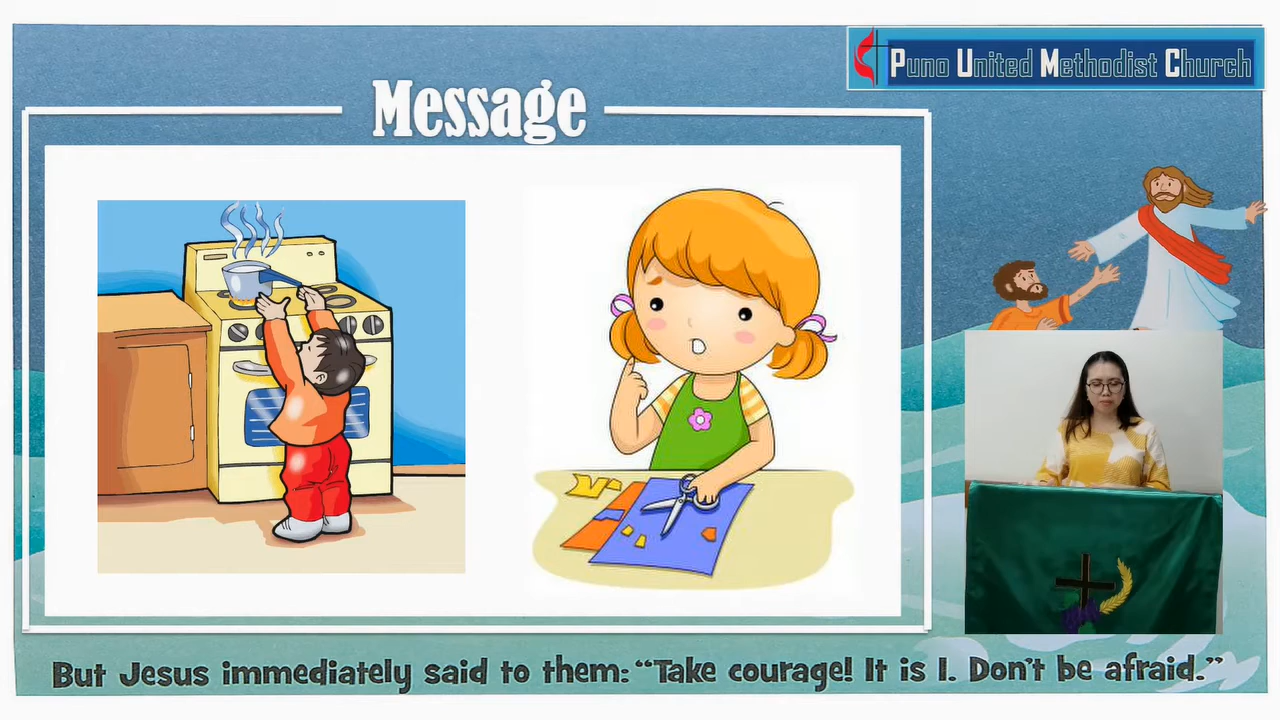 Puno United Methodist Church
Message
But Jesus immediately said to them: “Take courage! It is I. Don't be afraid.”